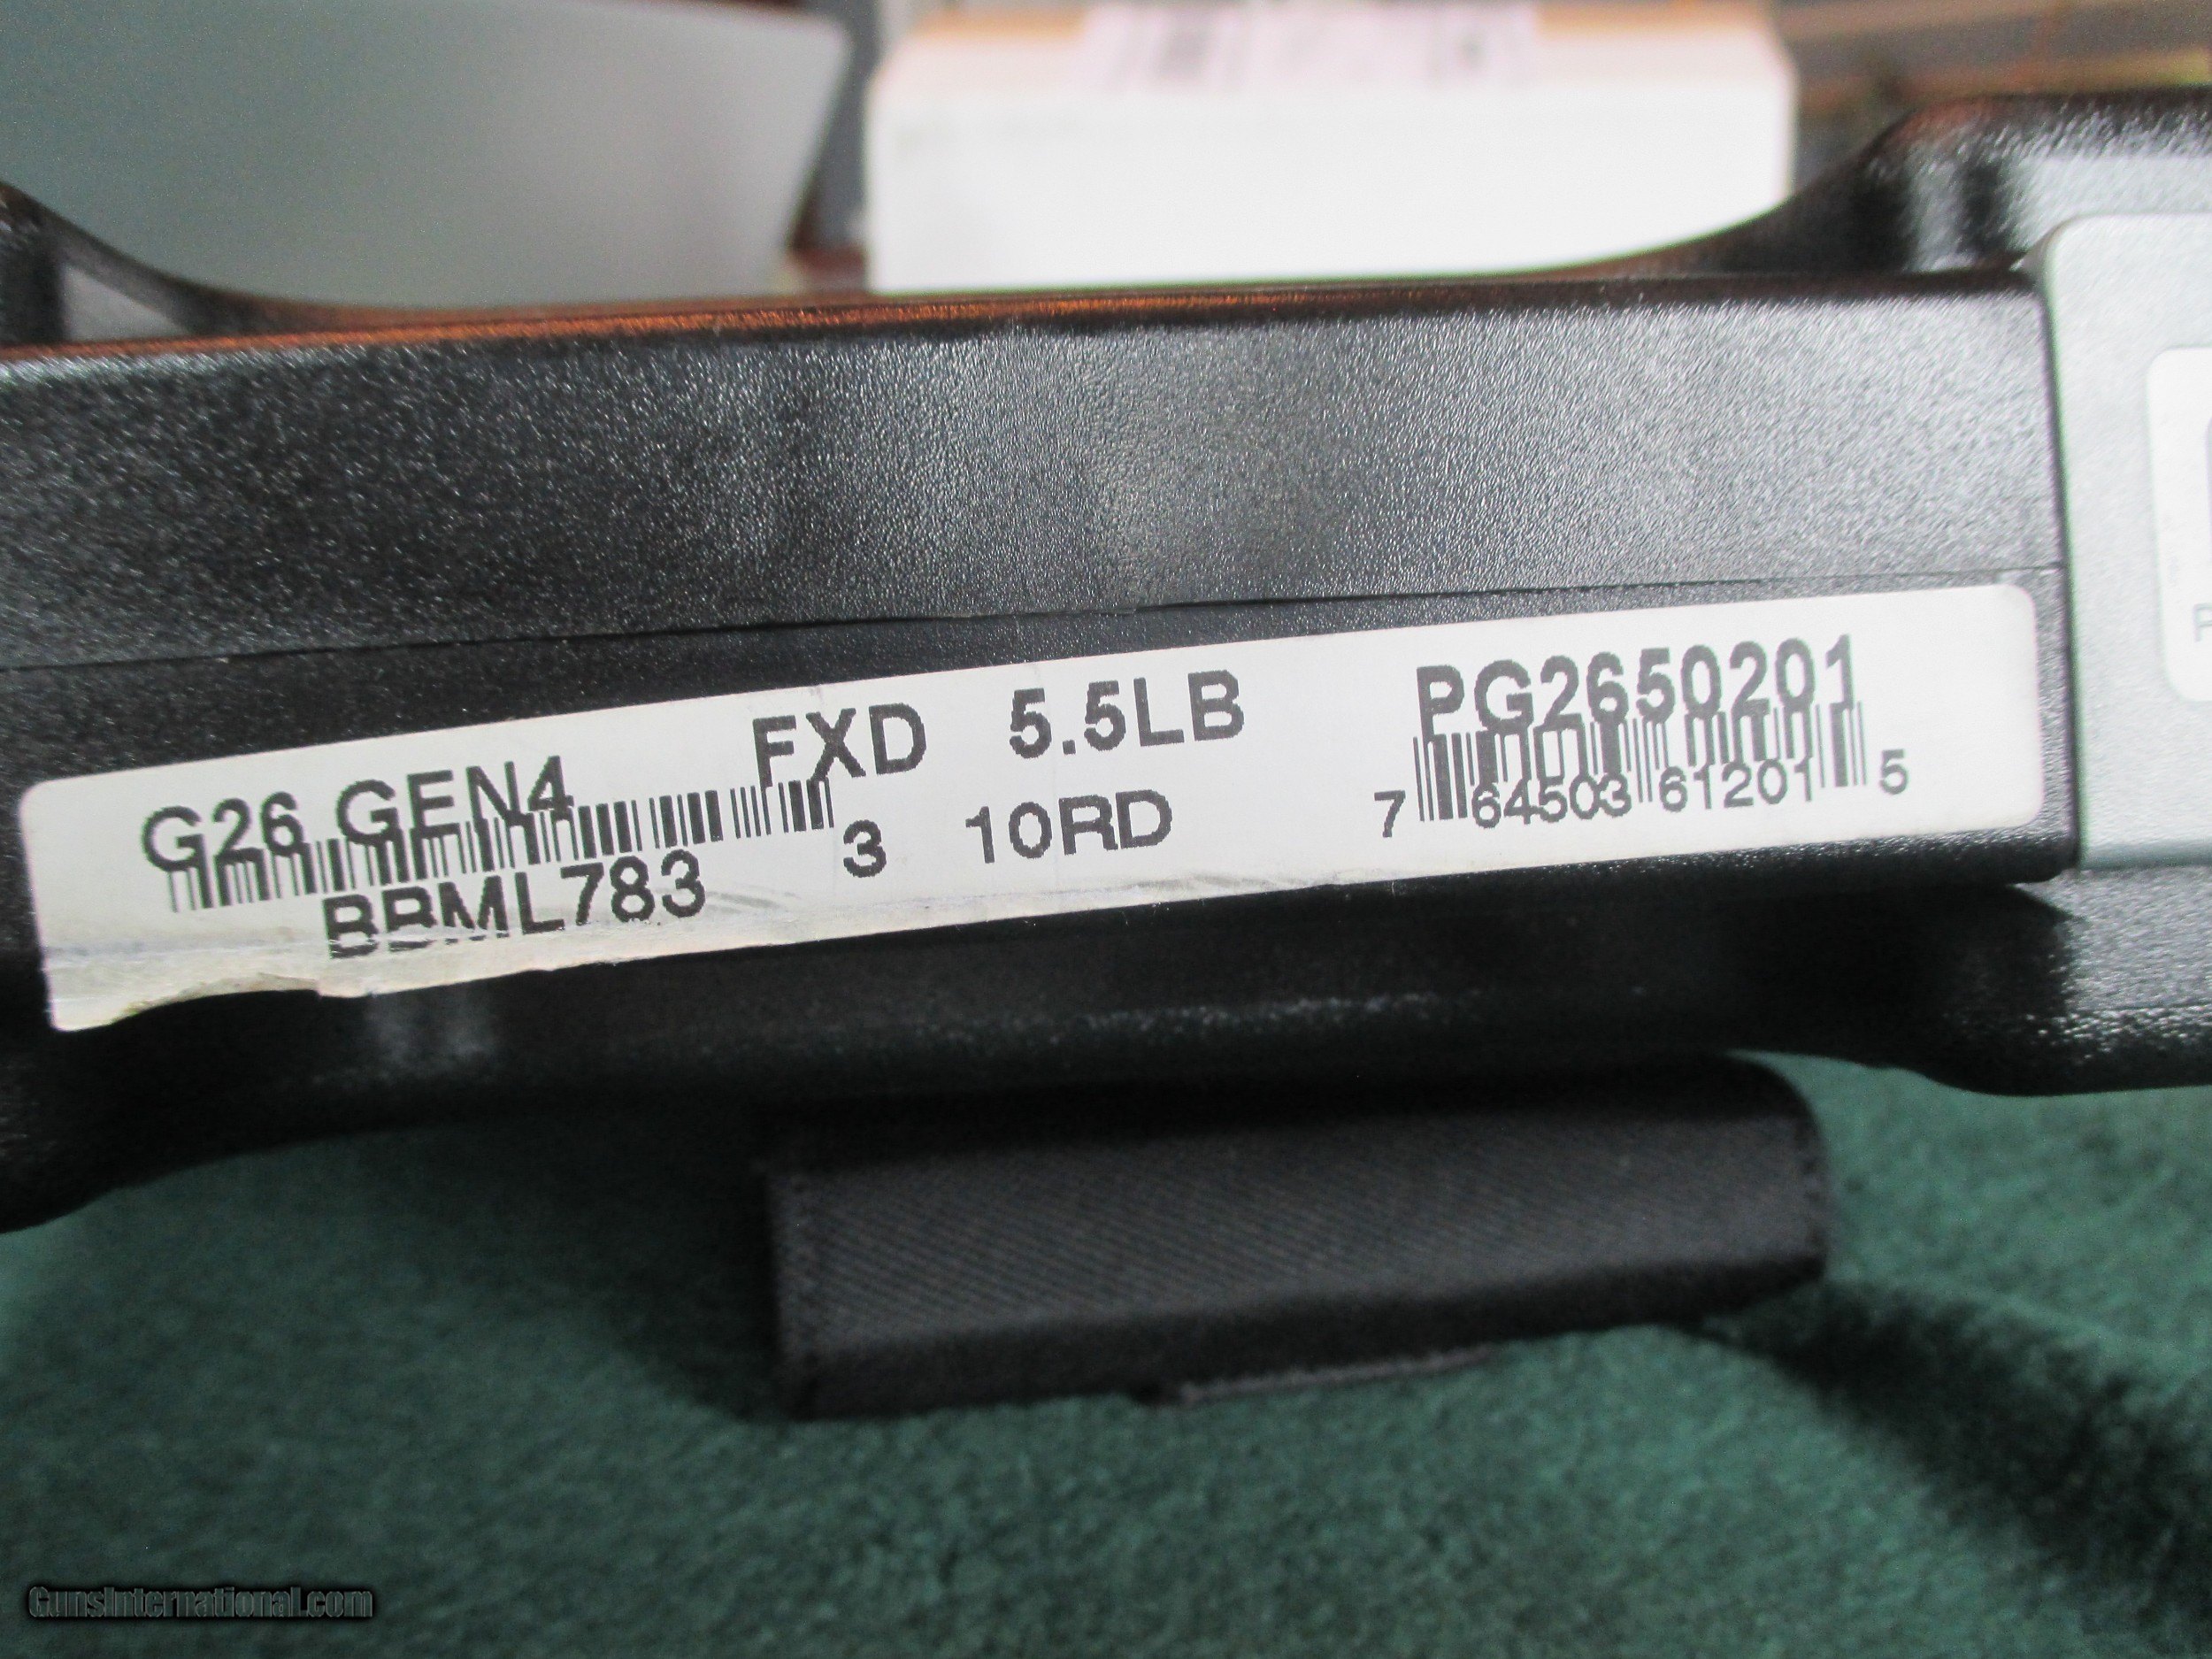 G26 GEN4 FXD 5.5LB PG2650201
BBML783 3 10RD 7 64503 61201 5
GunsInternational.com